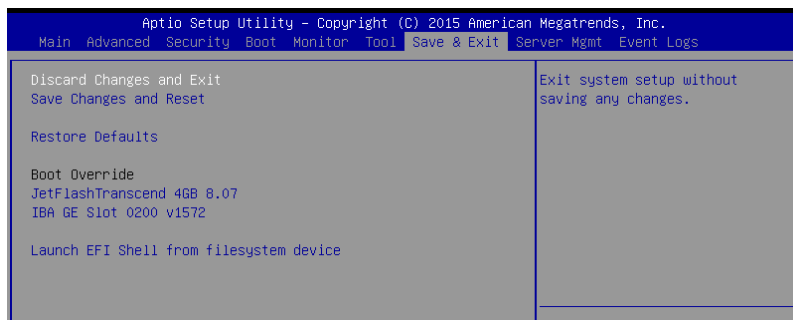 Aptio Setup Utility – Copyright (C) 2015 American Megatrends, Inc.
Main Advanced Security Boot Monitor Tool Save & Exit Server Mgmt Event Logs
Discard Changes and Exit
Save Changes and Reset
Restore Defaults
Boot Override
JetFlashTranscend 4GB 8.07
IBA GE Slot 0200 v1572
Launch EFI Shell from filesystem device
Exit system setup without
saving any changes.